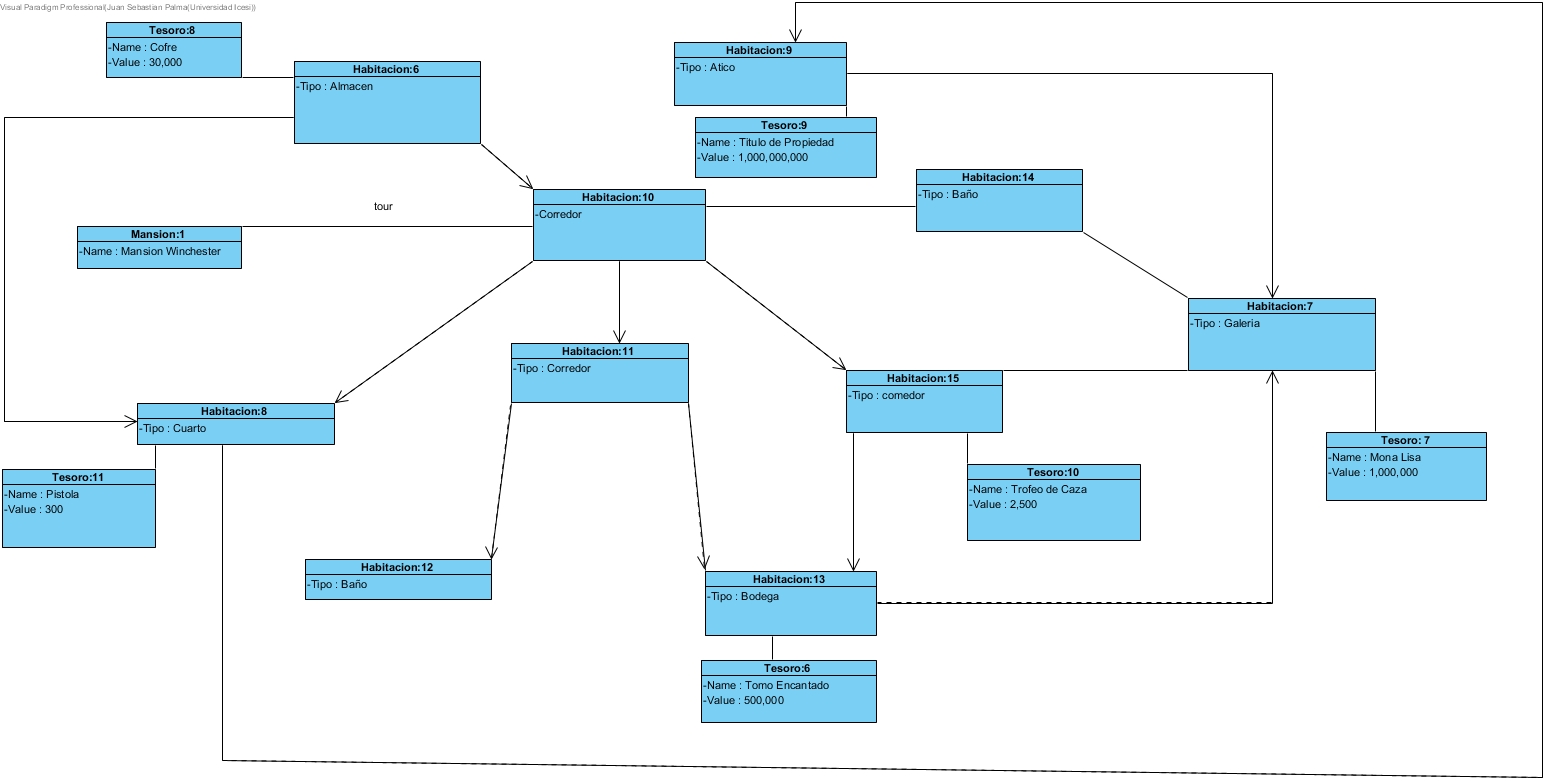 Visual Paradigm Professional(Juan Sebastian Palma(Universidad Icesi))
Tesoro:8
-Name : Cofre
-Value : 30,000
Habitacion:6
-Tipo : Almacen
Habitacion:9
-Tipo : Atico
Tesoro:9
-Name : Titulo de Propiedad
-Value : 1,000,000,000
Habitacion:14
-Tipo : Baño
Habitacion:10
-Corredor
tour
Mansion:1
-Name : Mansion Winchester
Habitacion:7
-Tipo : Galeria
Habitacion:11
-Tipo : Corredor
Habitacion:15
-Tipo : comedor
Habitacion:8
-Tipo : Cuarto
Tesoro: 7
-Name : Mona Lisa
-Value : 1,000,000
Tesoro:11
-Name : Pistola
-Value : 300
Tesoro:10
-Name : Trofeo de Caza
-Value : 2,500
Habitacion:12
-Tipo : Baño
Habitacion:13
-Tipo : Bodega
Tesoro:6
-Name : Tomo Encantado
-Value : 500,000